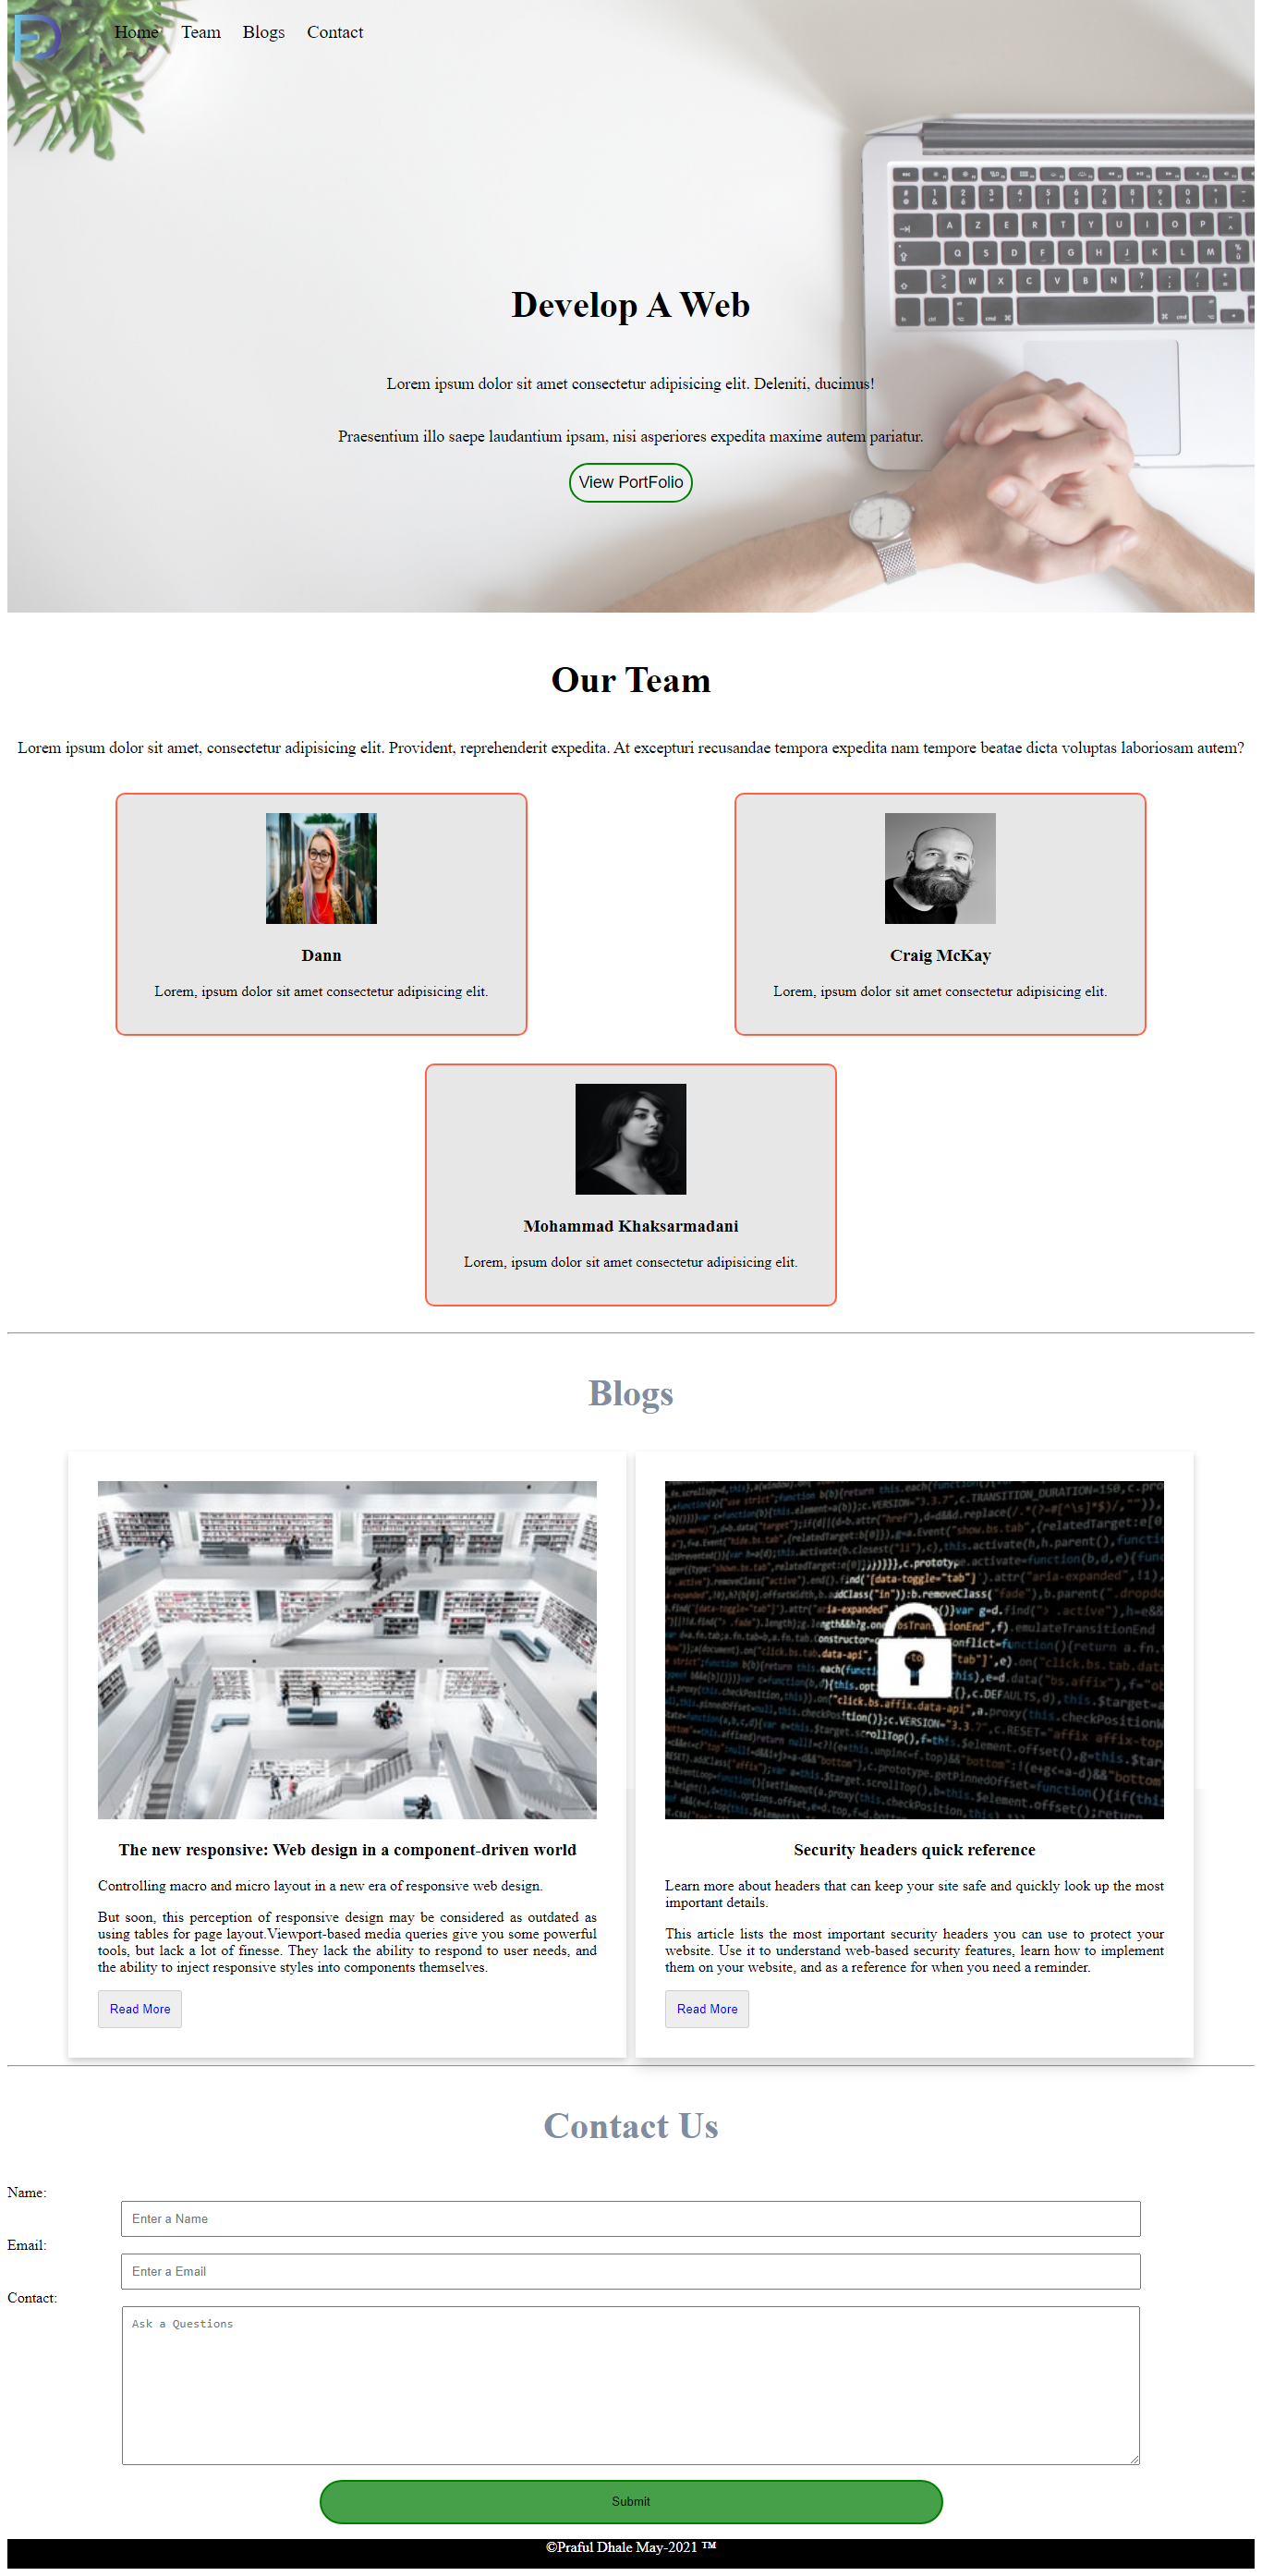 Home Team Blogs Contact
Develop A Web
Lorem ipsum dolor sit amet consectetur adipisicing elit. Deleniti, ducimus!
Praesentium illo saepe laudantium ipsam, nisi asperiores expedita maxime autem pariatur.
View PortFolio
Our Team
Lorem ipsum dolor sit amet, consectetur adipisicing elit. Provident, reprehenderit expedita. At excepturi recusandae tempora expedita nam tempore beatae dicta voluptas laboriosam autem?
Dann
Lorem, ipsum dolor sit amet consectetur adipisicing elit.
Craig McKay
Lorem, ipsum dolor sit amet consectetur adipisicing elit.
Mohammad Khaksarmadani
Lorem, ipsum dolor sit amet consectetur adipisicing elit.
Blogs
The new responsive: Web design in a component-driven world
Controlling macro and micro layout in a new era of responsive web design.
But soon, this perception of responsive design may be considered as outdated as
using tables for page layout.Viewport-based media queries give you some powerful
tools, but lack a lot of finesse. They lack the ability to respond to user needs, and
the ability to inject responsive styles into components themselves.
Read More
Security headers quick reference
Learn more about headers that can keep your site safe and quickly look up the most
important details.
This article lists the most important security headers you can use to protect your
website. Use it to understand web-based security features, learn how to implement
them on your website, and as a reference for when you need a reminder.
Read More
Contact Us
Name:
Enter a Name
Email:
Enter a Email
Contact:
Ask a Questions
Submit
©Praful Dhale May-2021 ™